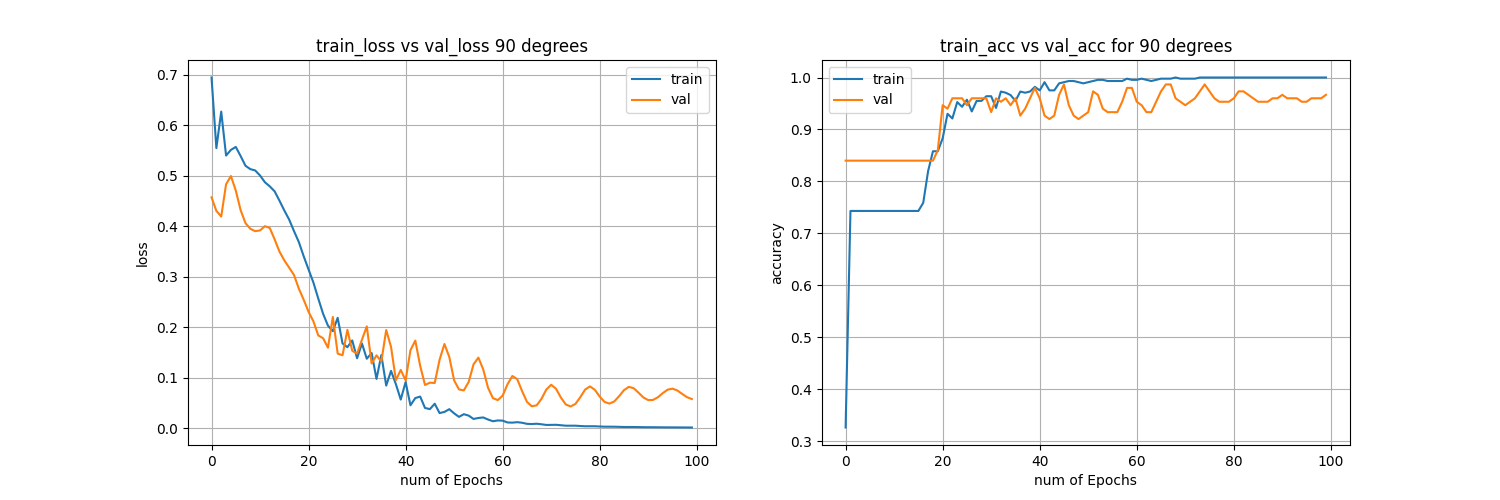 train_loss vs val_loss 90 degrees
0.7
0.6
0.5
0.4
0.3
0.2
0.1
0.0
loss
train
val
0 20 40 60 80 100
num of Epochs
train_acc vs val_acc for 90 degrees
1.0
0.9
0.8
0.7
0.6
0.5
0.4
0.3
accuracy
train
val
0 20 40 60 80 100
num of Epochs